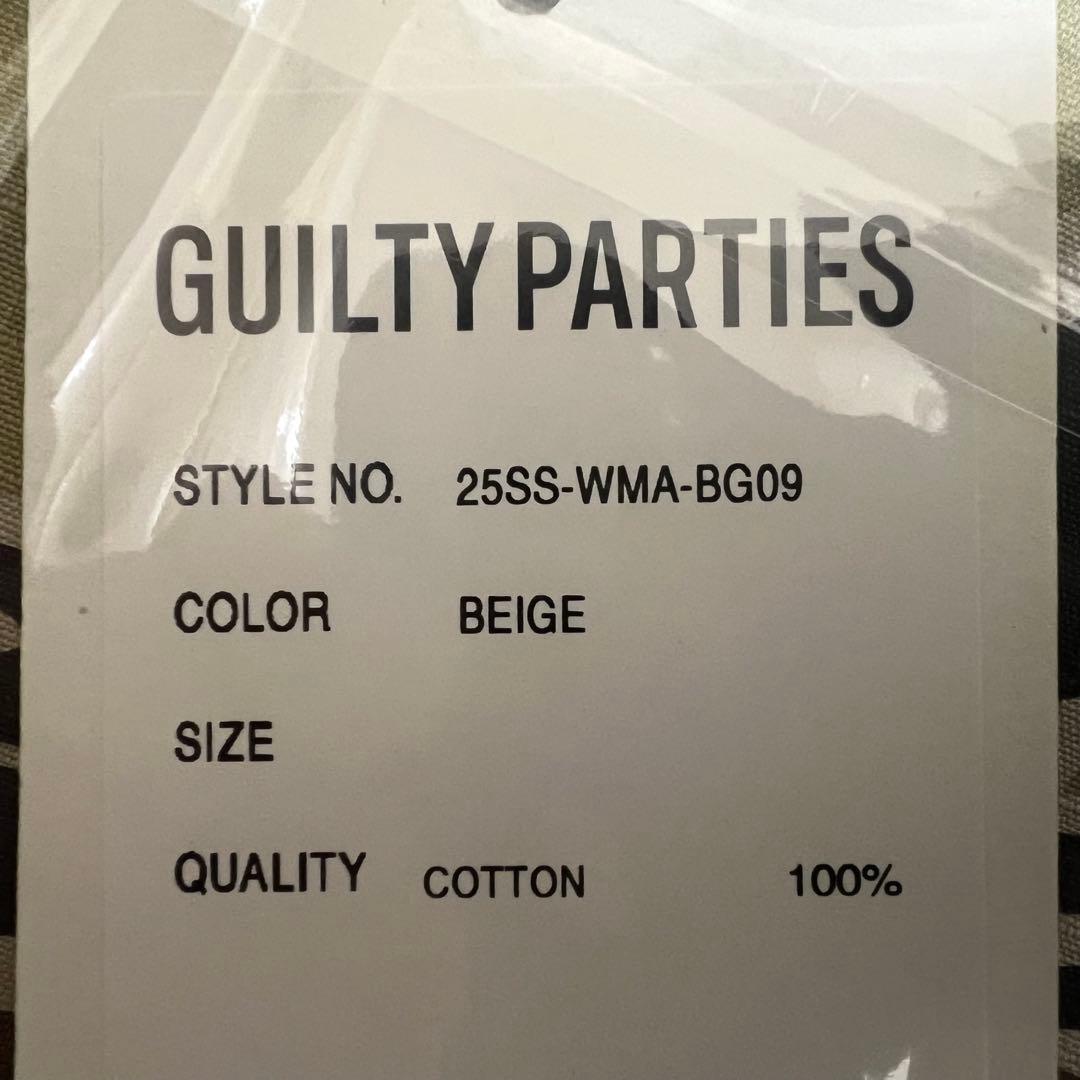 GUILTY PARTIES
STYLE NO. 25SS-WMA-BG09
COLOR BEIGE
SIZE
QUALITY COTTON 100%